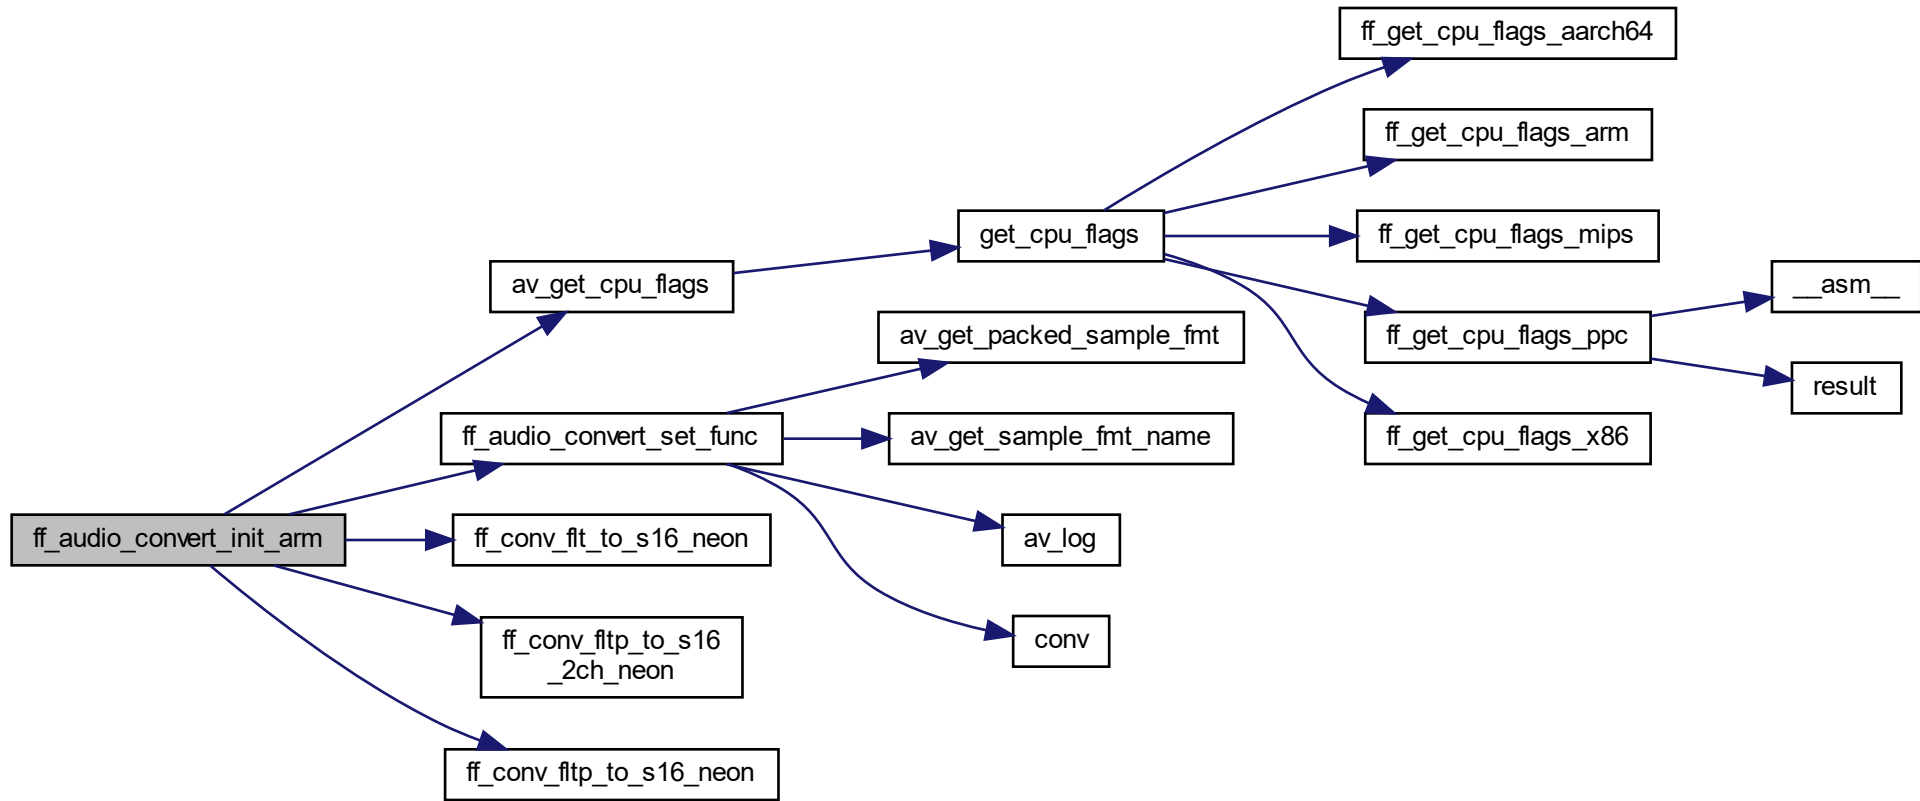 ff_get_cpu_flags_aarch64
ff_get_cpu_flags_arm
get_cpu_flags
ff_get_cpu_flags_mips
av_get_cpu_flags
__asm__
av_get_packed_sample_fmt
ff_get_cpu_flags_ppc
result
ff_audio_convert_set_func
av_get_sample_fmt_name
ff_get_cpu_flags_x86
ff_audio_convert_init_arm
ff_conv_flt_to_s16_neon
av_log
ff_conv_fltp_to_s16
_2ch_neon
conv
ff_conv_fltp_to_s16_neon